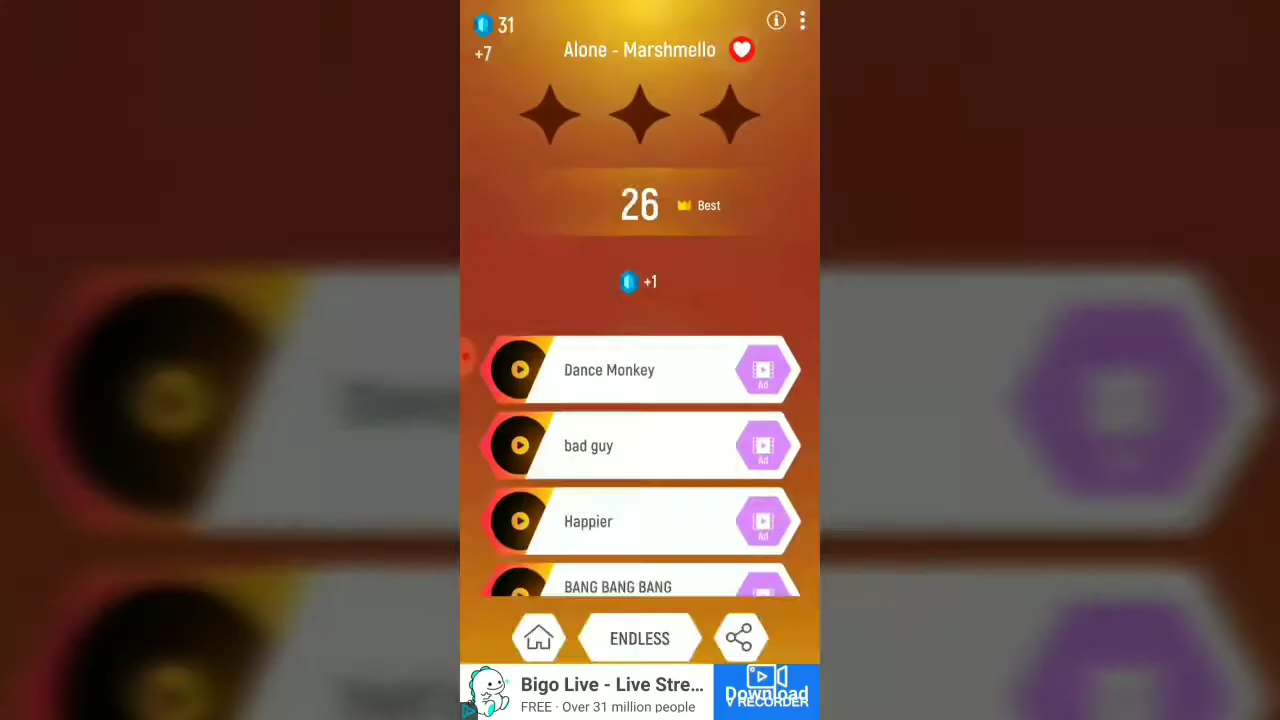 31
+7
Alone - Marshmello
26
Best
+1
Dance Monkey
Ad
bad guy
Ad
Happier
Ad
BANG BANG BANG
ENDLESS
Bigo Live - Live Stre...
FREE · Over 31 million people
Download
V RECORDER